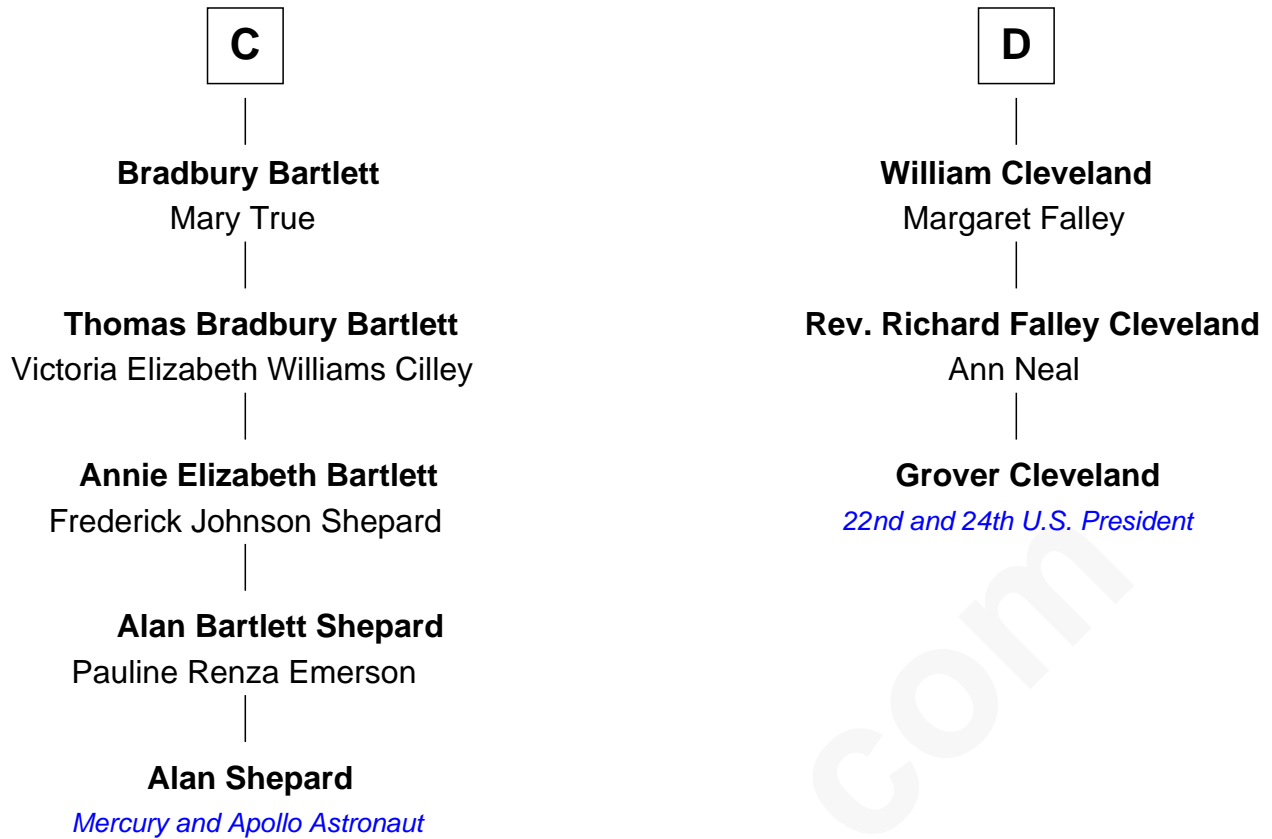 C
Bradbury Bartlett
Mary True
Thomas Bradbury Bartlett
Victoria Elizabeth Williams Cilley
Annie Elizabeth Bartlett
Frederick Johnson Shepard
Alan Bartlett Shepard
Pauline Renza Emerson
Alan Shepard
Mercury and Apollo Astronaut
D
William Cleveland
Margaret Falley
Rev. Richard Falley Cleveland
Ann Neal
Grover Cleveland
22nd and 24th U.S. President
com